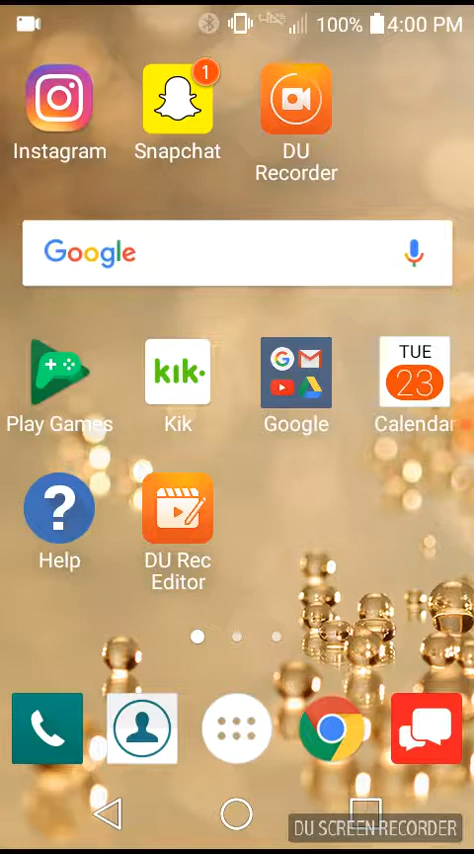 100% 4:00 PM
1
Instagram
Snapchat
DU
Recorder
Google
TUE
23
kik·
Play Games
Kik
Google
Calendar
?
Help
DU Rec
Editor
DU SCREEN RECORDER